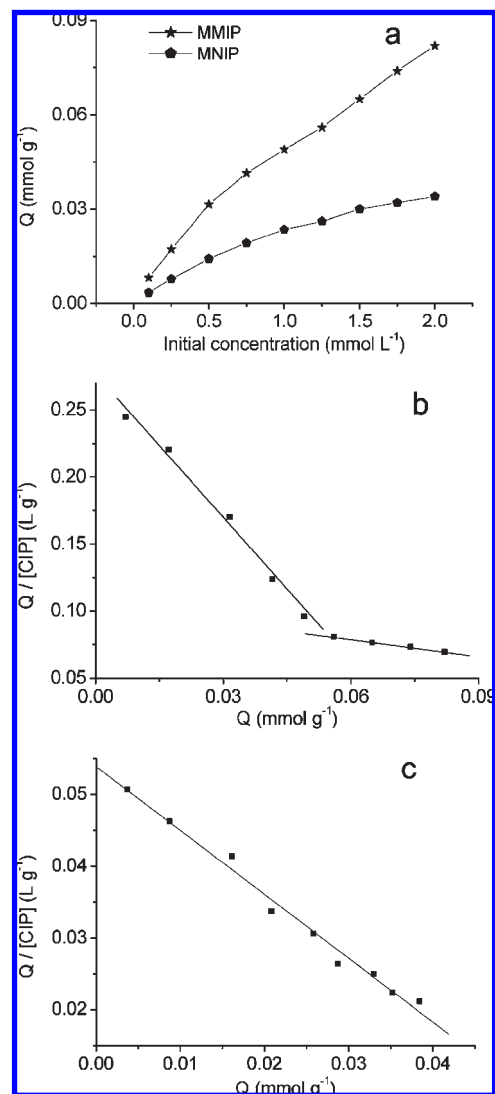 MMIP
MNIP
a
0.09
0.06
0.03
0.00
Q (mmol g⁻¹)
0.0 0.5 1.0 1.5 2.0
Initial concentration (mmol L⁻¹)
b
0.25
0.20
0.15
0.10
0.05
Q / [CIP] (L g⁻¹)
0.00 0.03 0.06 0.09
Q (mmol g⁻¹)
c
0.05
0.04
0.03
0.02
Q / [CIP] (L g⁻¹)
0.00 0.01 0.02 0.03 0.04
Q (mmol g⁻¹)